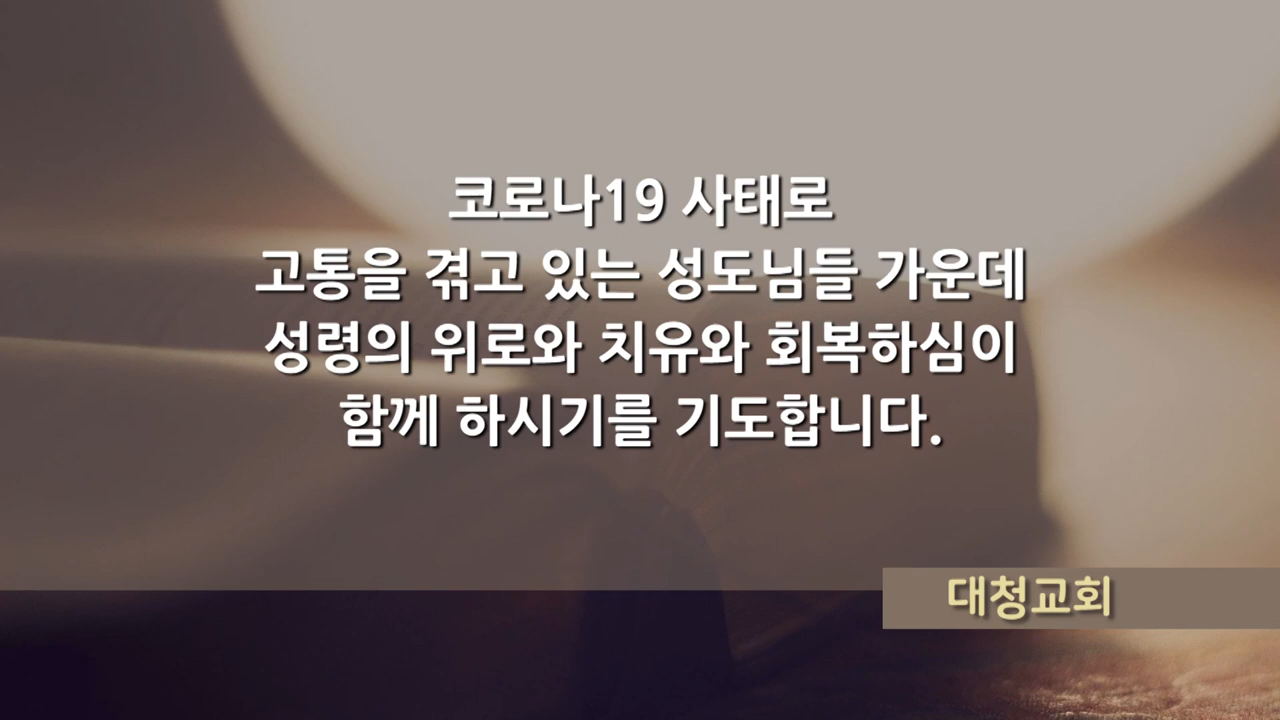 코로나19 사태로
고통을 겪고 있는 성도님들 가운데
성령의 위로와 치유와 회복하심이
함께 하시기를 기도합니다.
대청교회